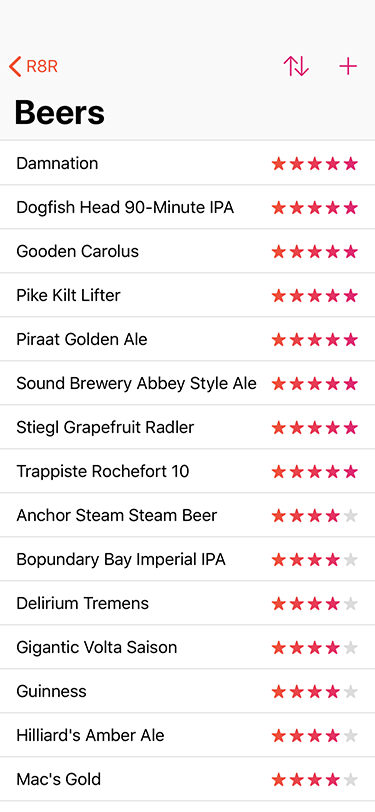 R8R
Beers
Damnation
Dogfish Head 90-Minute IPA
Gooden Carolus
Pike Kilt Lifter
Piraat Golden Ale
Sound Brewery Abbey Style Ale
Stiegl Grapefruit Radler
Trappiste Rochefort 10
Anchor Steam Steam Beer
Bopundary Bay Imperial IPA
Delirium Tremens
Gigantic Volta Saison
Guinness
Hilliard's Amber Ale
Mac's Gold